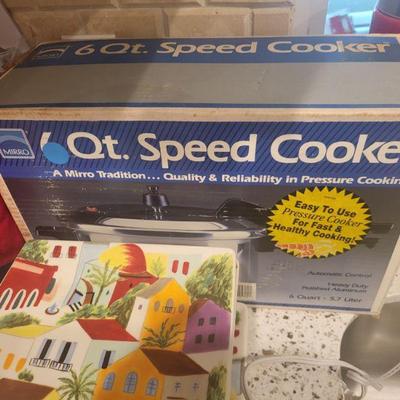 6 Qt. Speed Cooker
MIRRO
6 Qt. Speed Cooke
A Mirro Tradition... Quality & Reliability in Pressure Cookin
Easy To Use
Pressure Cooker
For Fast &
Healthy Cooking!
Automatic Control
Heavy Duty
Polished Aluminum
6 Quart - 5.7 Liter